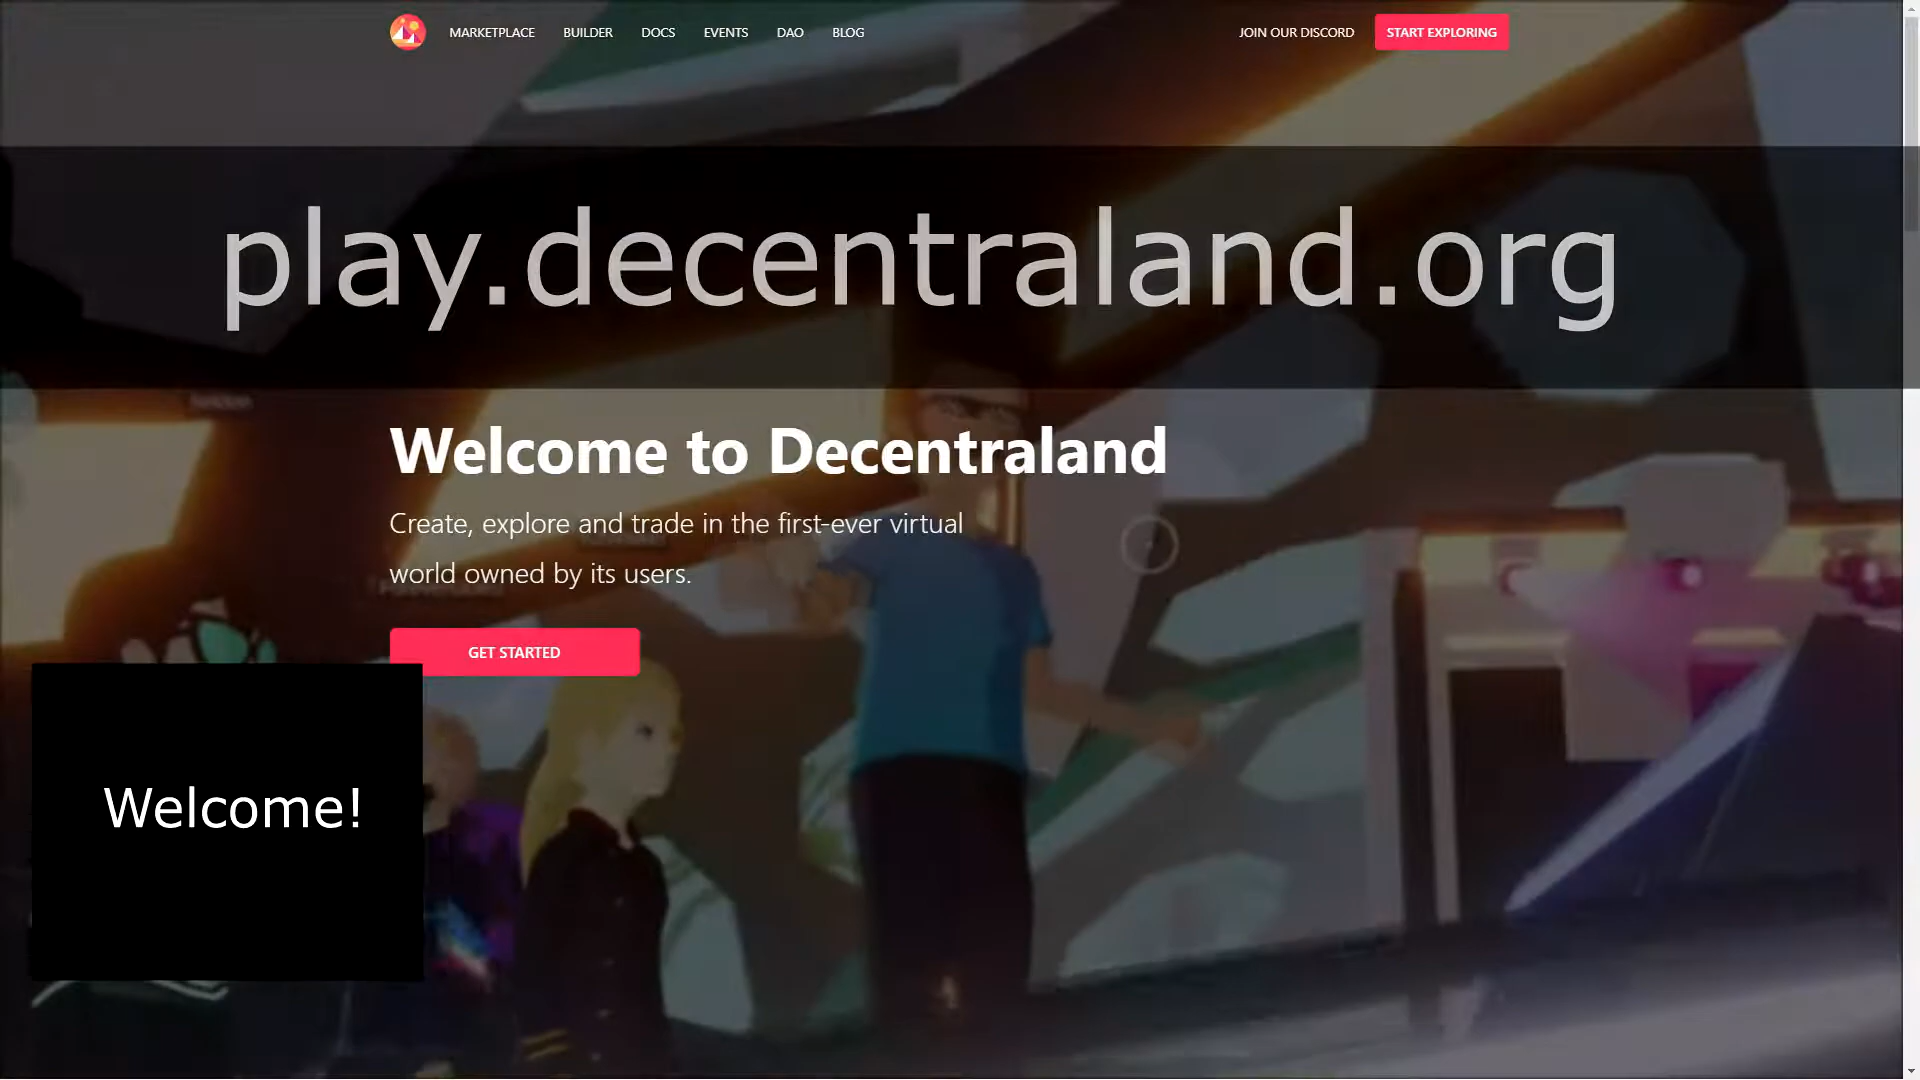 MARKETPLACE BUILDER DOCS EVENTS DAO BLOG JOIN OUR DISCORD START EXPLORING
play.decentraland.org
Welcome to Decentraland
Create, explore and trade in the first-ever virtual
world owned by its users.
GET STARTED
Welcome!